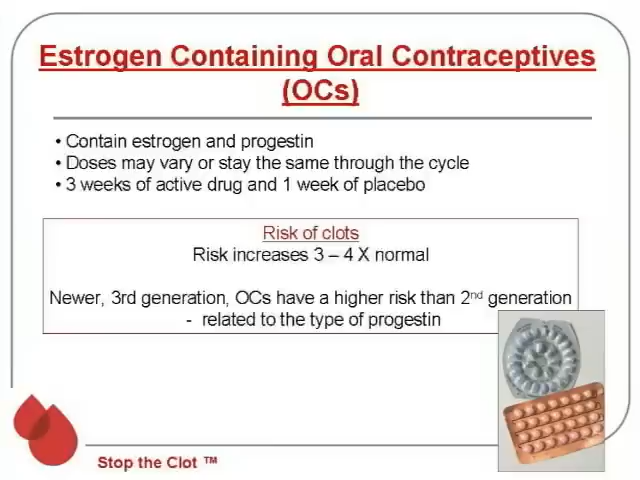 Estrogen Containing Oral Contraceptives
(OCs)
• Contain estrogen and progestin
• Doses may vary or stay the same through the cycle
• 3 weeks of active drug and 1 week of placebo
Risk of clots
Risk increases 3 – 4 X normal
Newer, 3rd generation, OCs have a higher risk than 2nd generation
- related to the type of progestin
Stop the Clot ™